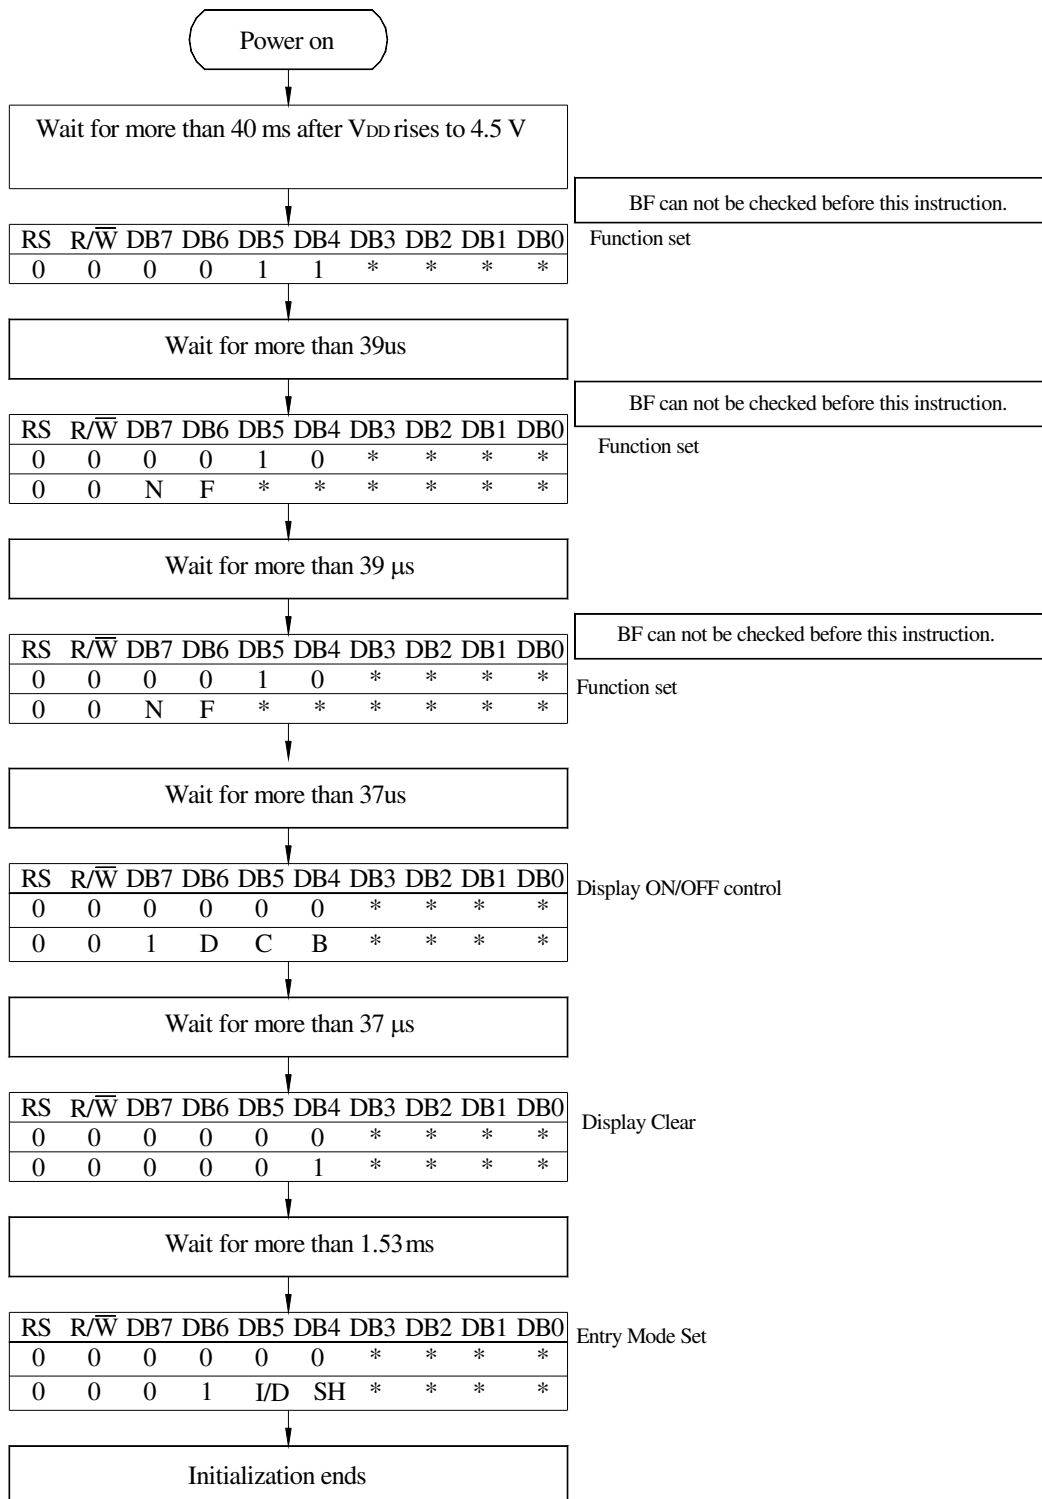 Power on
Wait for more than 40 ms after VDD rises to 4.5 V
BF can not be checked before this instruction.
RS R/W̅ DB7 DB6 DB5 DB4 DB3 DB2 DB1 DB0
Function set
0 0 0 0 1 1 * * * *
Wait for more than 39us
BF can not be checked before this instruction.
RS R/W̅ DB7 DB6 DB5 DB4 DB3 DB2 DB1 DB0
Function set
0 0 0 0 1 0 * * * *
0 0 N F * * * * * *
Wait for more than 39 μs
BF can not be checked before this instruction.
RS R/W̅ DB7 DB6 DB5 DB4 DB3 DB2 DB1 DB0
0 0 0 0 1 0 * * * *
Function set
0 0 N F * * * * * *
Wait for more than 37us
RS R/W̅ DB7 DB6 DB5 DB4 DB3 DB2 DB1 DB0
Display ON/OFF control
0 0 0 0 0 0 * * * *
0 0 1 D C B * * * *
Wait for more than 37 μs
RS R/W̅ DB7 DB6 DB5 DB4 DB3 DB2 DB1 DB0
Display Clear
0 0 0 0 0 0 * * * *
0 0 0 0 0 1 * * * *
Wait for more than 1.53ms
RS R/W̅ DB7 DB6 DB5 DB4 DB3 DB2 DB1 DB0
Entry Mode Set
0 0 0 0 0 0 * * * *
0 0 0 1 I/D SH * * * *
Initialization ends